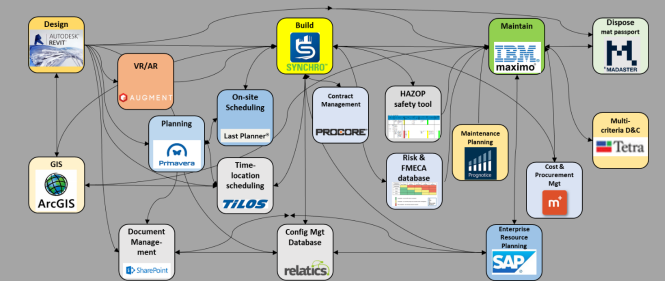 Design
AUTODESK
REVIT
VR/AR
AUGMENT
Planning
Primavera
GIS
ArcGIS
Document
Manage-
ment
SharePoint
On-site
Scheduling
Last Planner®
Time-
location
scheduling
TILOS
Build
SYNCHRO
Contract
Management
PROCORE
Config Mgt
Database
relatics
HAZOP
safety tool
Risk &
FMECA
database
Maintain
IBM
maximo
Maintenance
Planning
Prognotice
Enterprise
Resource
Planning
SAP
Cost &
Procurement
Mgt
m
Dispose
mat passport
MADASTER
Multi-
criteria D&C
Tetra